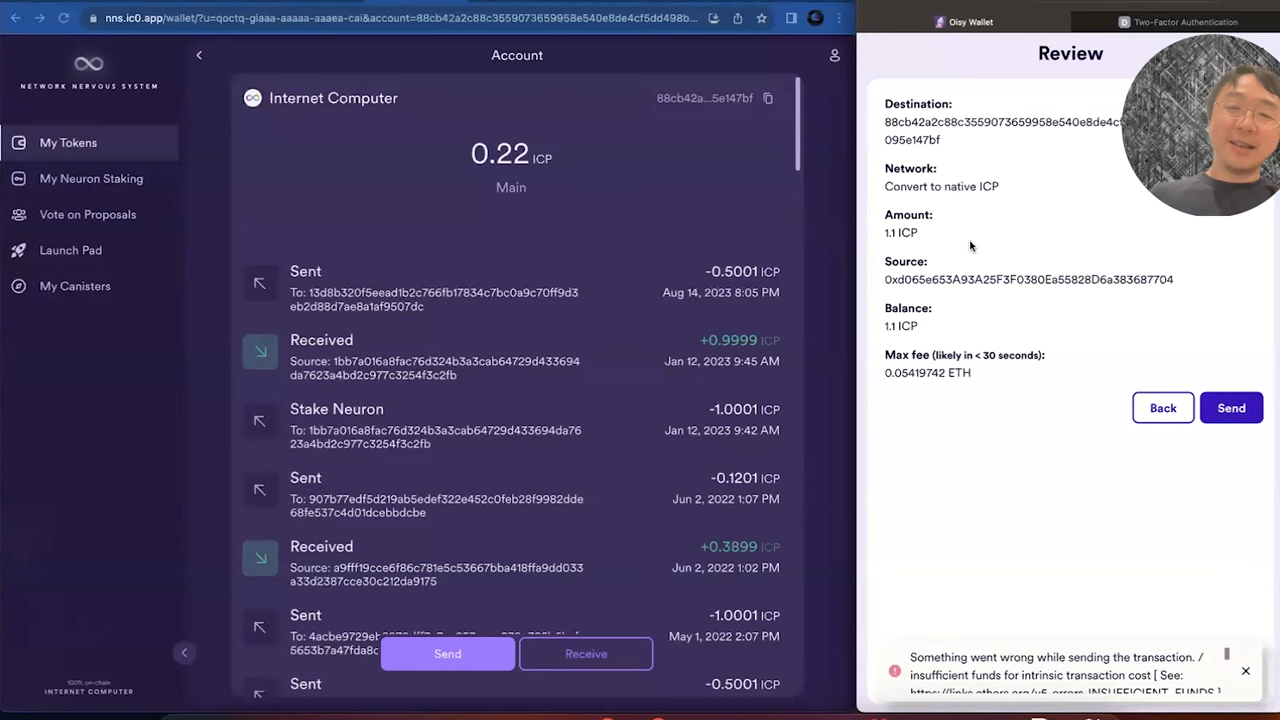 nns.ic0.app/wallet/?u=qoctq-giaaa-aaaaa-aaaea-cai&account=88cb42a2c88c3559073659958e540e8de4cf5dd498b...
Oisy Wallet
Two-Factor Authentication
NETWORK NERVOUS SYSTEM
My Tokens
My Neuron Staking
Vote on Proposals
Launch Pad
My Canisters
100% on-chain
INTERNET COMPUTER
Account
Internet Computer
88cb42a...5e147bf
0.22 ICP
Main
Sent
-0.5001 ICP
To: 13d8b320f5eead1b2c766fb17834c7bc0a9c70ff9d3
Aug 14, 2023 8:05 PM
eb2d88d7ae8a1af9507dc
Received
+0.9999 ICP
Source: 1bb7a016a8fac76d324b3a3cab64729d433694
Jan 12, 2023 9:45 AM
da7623a4bd2c977c3254f3c2fb
Stake Neuron
-1.0001 ICP
To: 1bb7a016a8fac76d324b3a3cab64729d433694da76
Jan 12, 2023 9:42 AM
23a4bd2c977c3254f3c2fb
Sent
-0.1201 ICP
To: 907b77edf5d219ab5edef322e452c0feb28f9982dde
Jun 2, 2022 1:07 PM
68fe537c4d01dcebbdcbe
Received
+0.3899 ICP
Source: a9fff19cce6f86c781e5c53667bba418ffa9dd033
Jun 2, 2022 1:02 PM
a33d2387cce30c212da9175
Sent
-1.0001 ICP
May 1, 2022 2:07 PM
5653b7a47fda8c
Send
Receive
Sent
-0.5001 ICP
Review
Destination:
88cb42a2c88c3559073659958e540e8de4c
095e147bf
Network:
Convert to native ICP
Amount:
1.1 ICP
Source:
0xd065e653A93A25F3F0380Ea55828D6a383687704
Balance:
1.1 ICP
Max fee (likely in < 30 seconds):
0.05419742 ETH
Back
Send
Something went wrong while sending the transaction. /
insufficient funds for intrinsic transaction cost [ See:
https://links.ethers.org/v5-errors-INSUFFICIENT_FUNDS ]